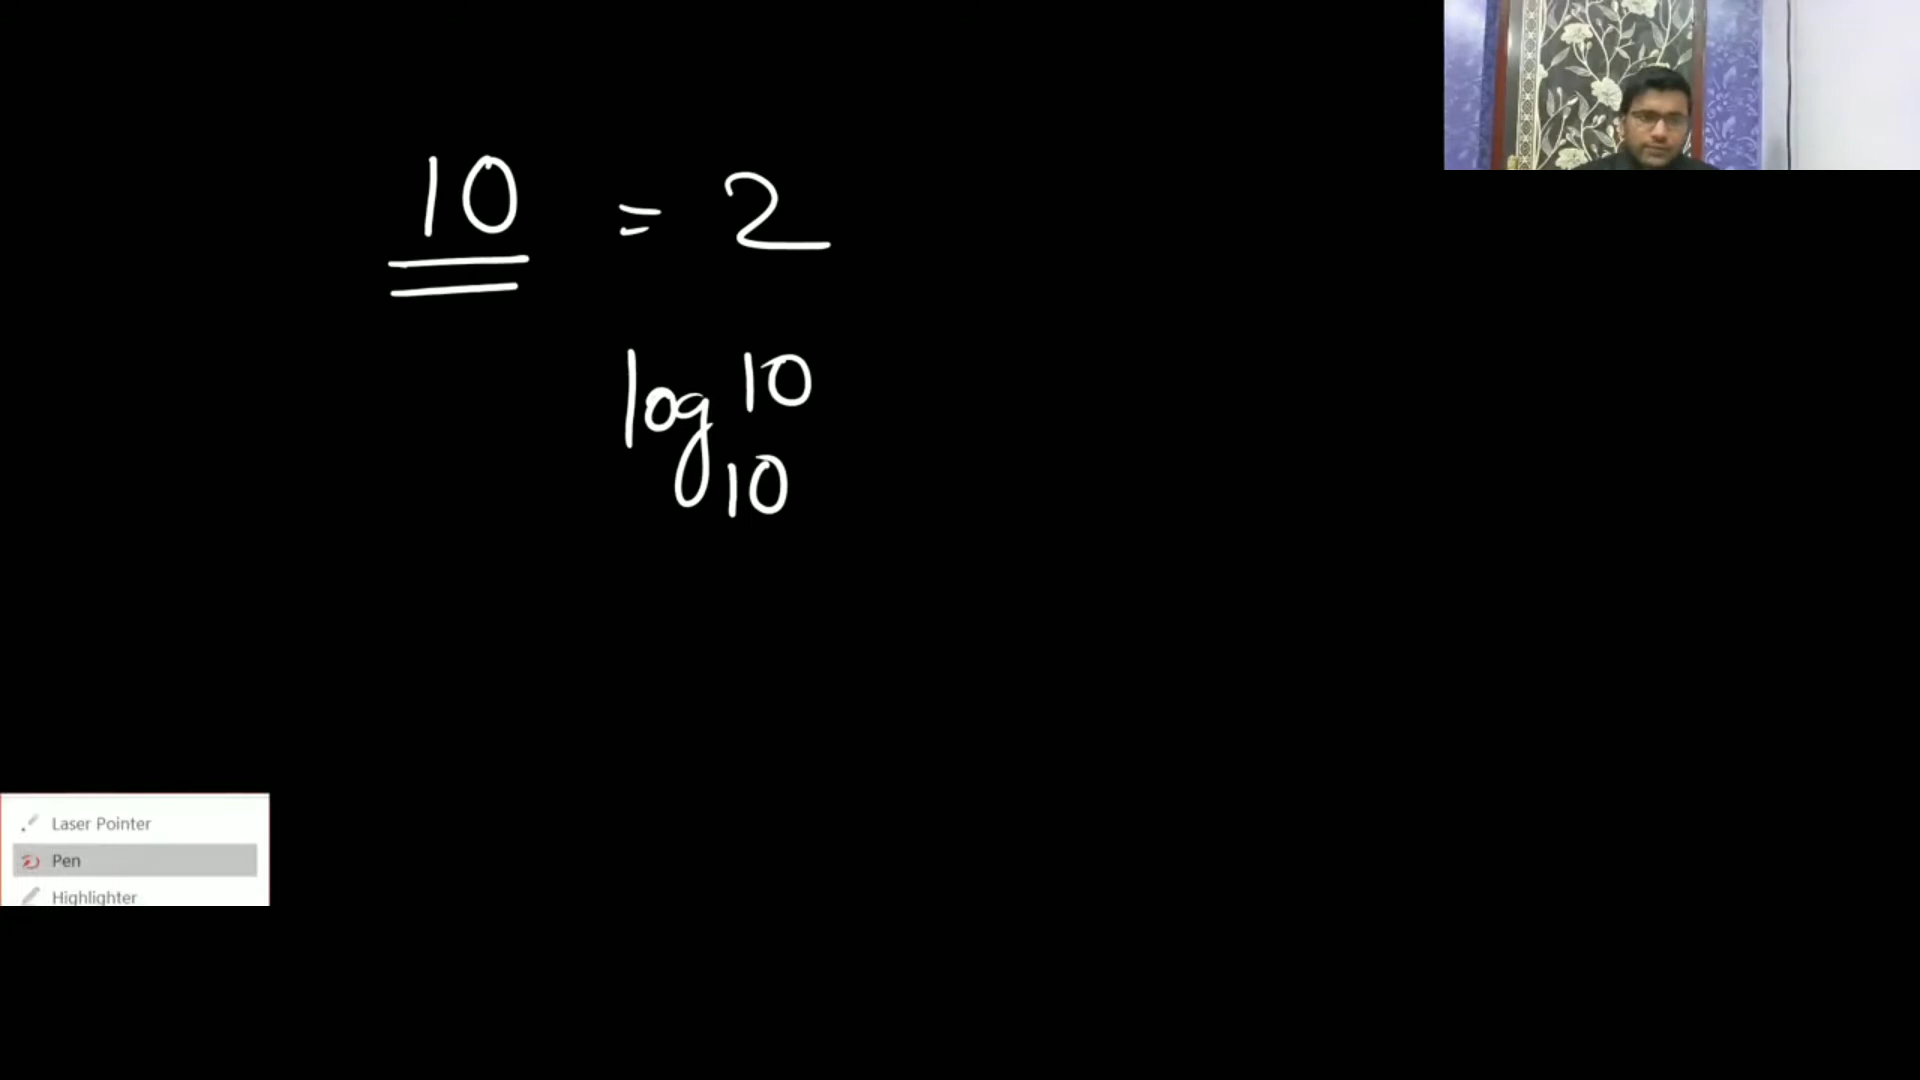 10 = 2
log 10
10
Laser Pointer
Pen
Highlighter